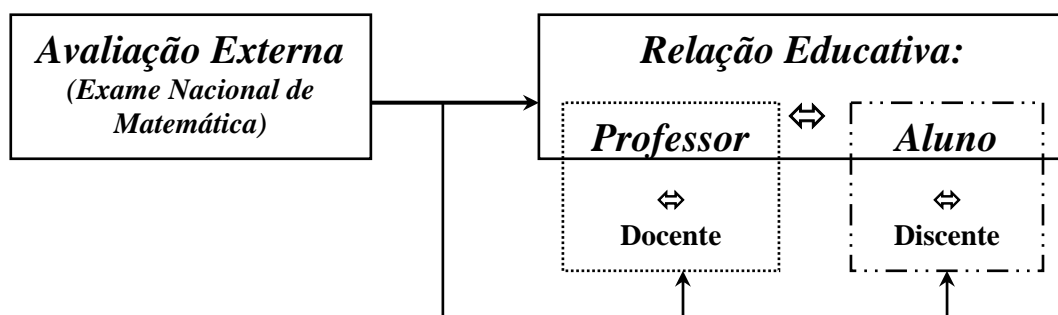 Avaliação Externa
(Exame Nacional de
Matemática)
Relação Educativa:
Professor
Aluno
Docente
Discente